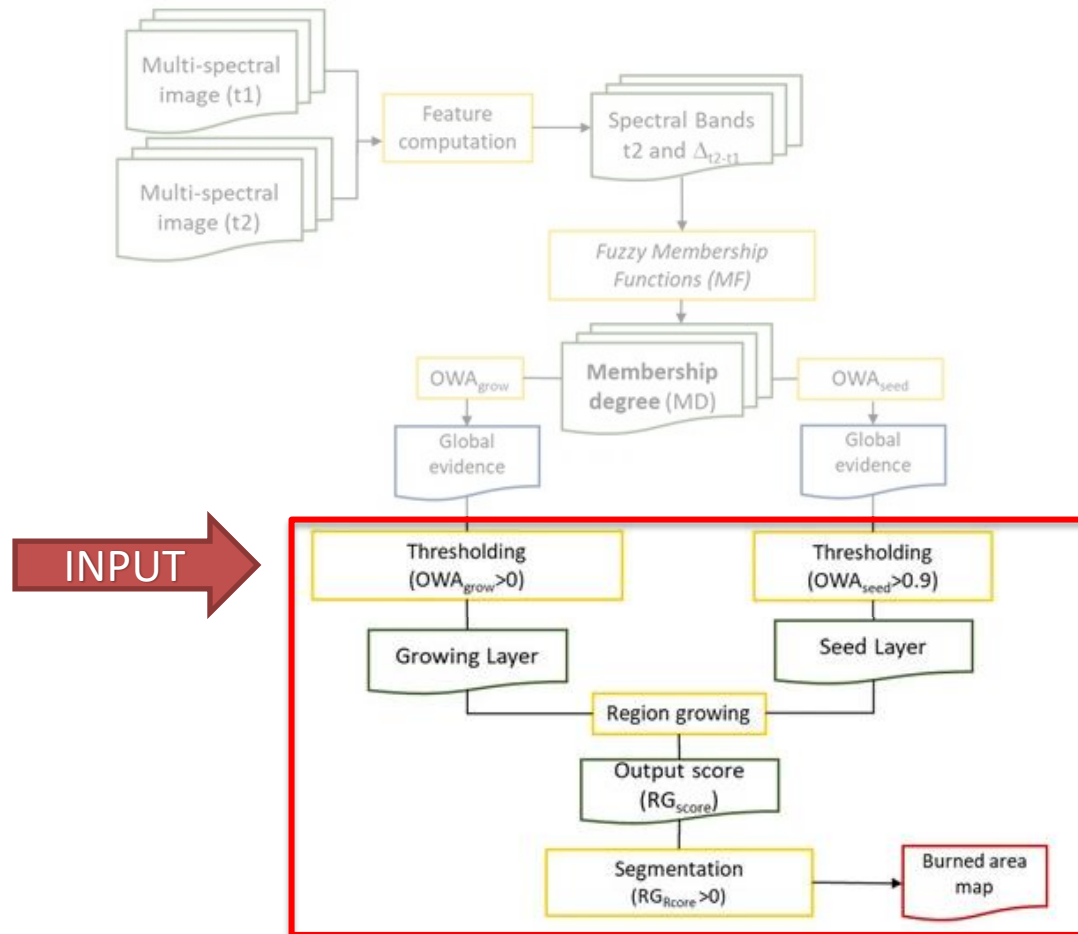 Multi-spectral
image (t1)
Multi-spectral
image (t2)
Feature
computation
Spectral Bands
t2 and Δt2-t1
Fuzzy Membership
Functions (MF)
OWAgrow
Membership
degree (MD)
OWAseed
Global
evidence
Global
evidence
INPUT
Thresholding
(OWAgrow>0)
Thresholding
(OWAseed>0.9)
Growing Layer
Seed Layer
Region growing
Output score
(RGscore)
Segmentation
(RGRcore>0)
Burned area
map